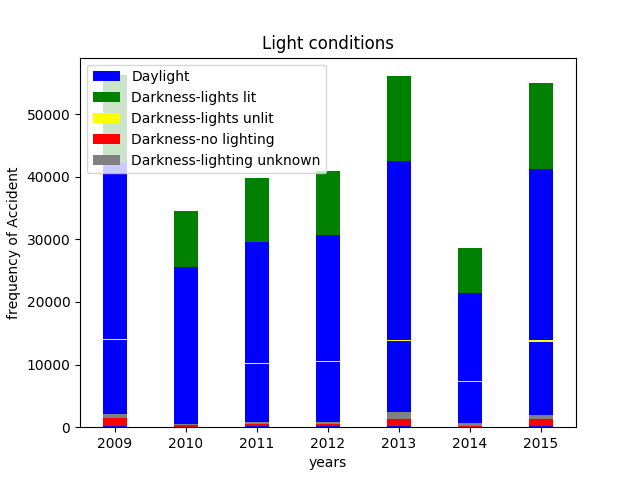 Light conditions
Daylight
Darkness-lights lit
Darkness-lights unlit
Darkness-no lighting
Darkness-lighting unknown
frequency of Accident
50000
40000
30000
20000
10000
0
2009 2010 2011 2012 2013 2014 2015
years